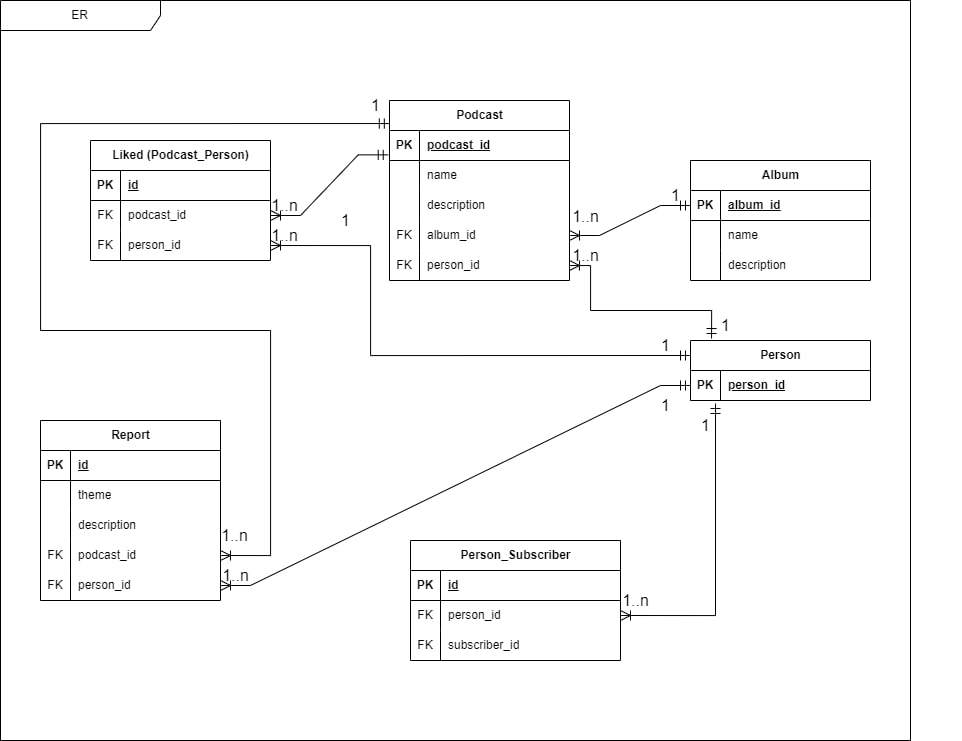 ER
1
Podcast
PK podcast_id
name
description
FK album_id
FK person_id
Liked (Podcast_Person)
PK id
FK podcast_id
FK person_id
1..n
1..n
1
1..n
1..n
1
Album
PK album_id
name
description
1
1
Person
PK person_id
1
1
Report
PK id
theme
description
FK podcast_id
FK person_id
1..n
1..n
Person_Subscriber
PK id
FK person_id
FK subscriber_id
1..n